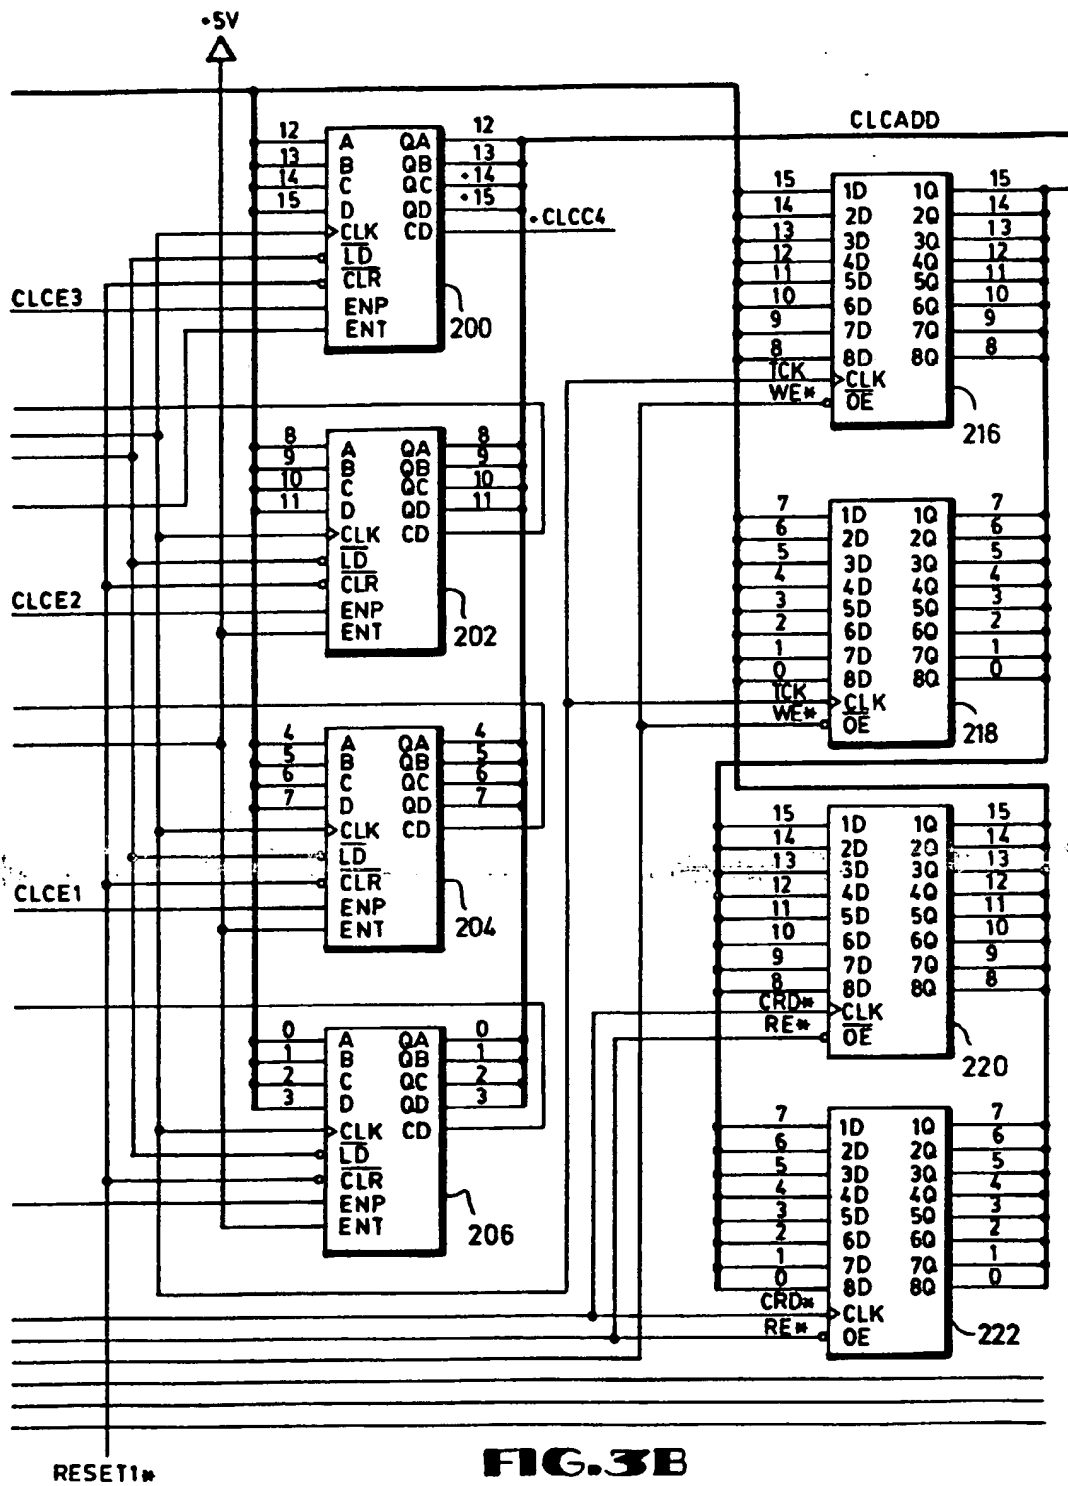 +5V
CLCADD
12 A QA 12
13 B QB 13
14 C QC •14
15 D QD •15
CLK CD •CLCC4
LD
CLR
CLCE3 ENP
ENT
200
15 1D 1Q 15
14 2D 2Q 14
13 3D 3Q 13
12 4D 4Q 12
11 5D 5Q 11
10 6D 6Q 10
9 7D 7Q 9
8 8D 8Q 8
TCK CLK
WE* OE
216
8 A QA 8
9 B QB 9
10 C QC 10
11 D QD 11
CLK CD
LD
CLR
CLCE2 ENP
ENT
202
7 1D 1Q 7
6 2D 2Q 6
5 3D 3Q 5
4 4D 4Q 4
3 5D 5Q 3
2 6D 6Q 2
1 7D 7Q 1
0 8D 8Q 0
TCK CLK
WE* OE
218
4 A QA 4
5 B QB 5
6 C QC 6
7 D QD 7
CLK CD
LD
CLR
CLCE1 ENP
ENT
204
15 1D 1Q 15
14 2D 2Q 14
13 3D 3Q 13
12 4D 4Q 12
11 5D 5Q 11
10 6D 6Q 10
9 7D 7Q 9
8 8D 8Q 8
CRD* CLK
RE* OE
220
0 A QA 0
1 B QB 1
2 C QC 2
3 D QD 3
CLK CD
LD
CLR
ENP
ENT
206
7 1D 1Q 7
6 2D 2Q 6
5 3D 3Q 5
4 4D 4Q 4
3 5D 5Q 3
2 6D 6Q 2
1 7D 7Q 1
0 8D 8Q 0
CRD* CLK
RE* OE
222
RESET1*
FIG.3B